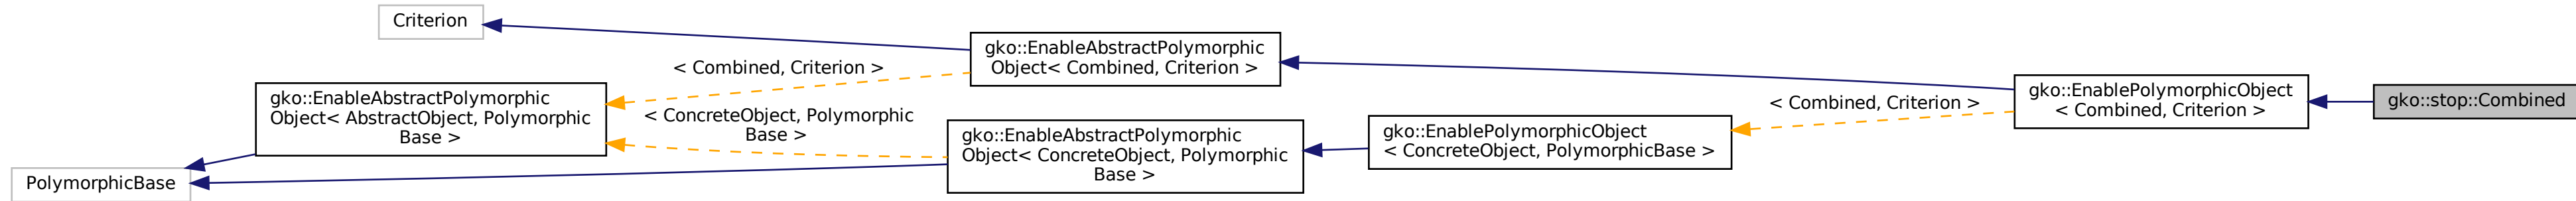 Criterion
gko::EnableAbstractPolymorphic
Object< Combined, Criterion >
< Combined, Criterion >
gko::EnablePolymorphicObject
< Combined, Criterion >
gko::stop::Combined
gko::EnableAbstractPolymorphic
Object< AbstractObject, Polymorphic
Base >
< ConcreteObject, Polymorphic
Base >
< Combined, Criterion >
gko::EnableAbstractPolymorphic
Object< ConcreteObject, Polymorphic
Base >
gko::EnablePolymorphicObject
< ConcreteObject, PolymorphicBase >
PolymorphicBase